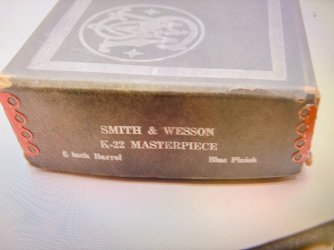 SMITH & WESSON
K-22 MASTERPIECE
6 Inch Barrel Blue Finish